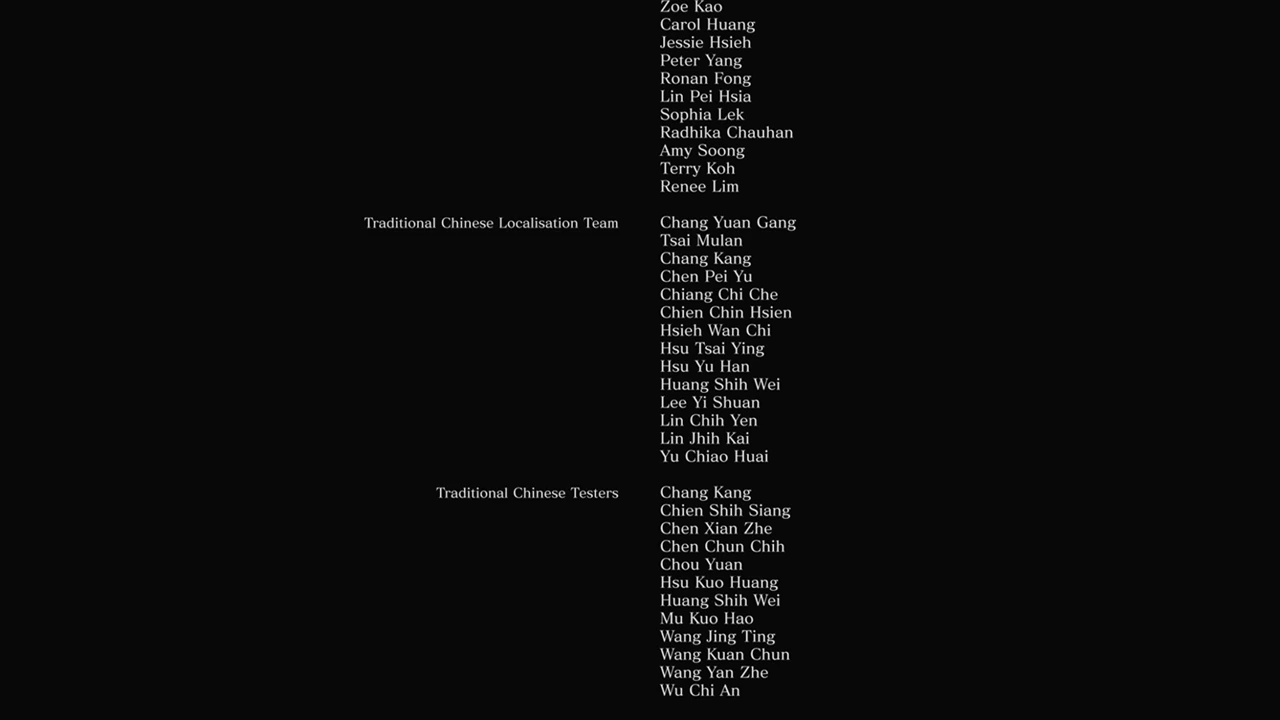 Zoe Kao
Carol Huang
Jessie Hsieh
Peter Yang
Ronan Fong
Lin Pei Hsia
Sophia Lek
Radhika Chauhan
Amy Soong
Terry Koh
Renee Lim
Traditional Chinese Localisation Team Chang Yuan Gang
Tsai Mulan
Chang Kang
Chen Pei Yu
Chiang Chi Che
Chien Chin Hsien
Hsieh Wan Chi
Hsu Tsai Ying
Hsu Yu Han
Huang Shih Wei
Lee Yi Shuan
Lin Chih Yen
Lin Jhih Kai
Yu Chiao Huai
Traditional Chinese Testers Chang Kang
Chien Shih Siang
Chen Xian Zhe
Chen Chun Chih
Chou Yuan
Hsu Kuo Huang
Huang Shih Wei
Mu Kuo Hao
Wang Jing Ting
Wang Kuan Chun
Wang Yan Zhe
Wu Chi An